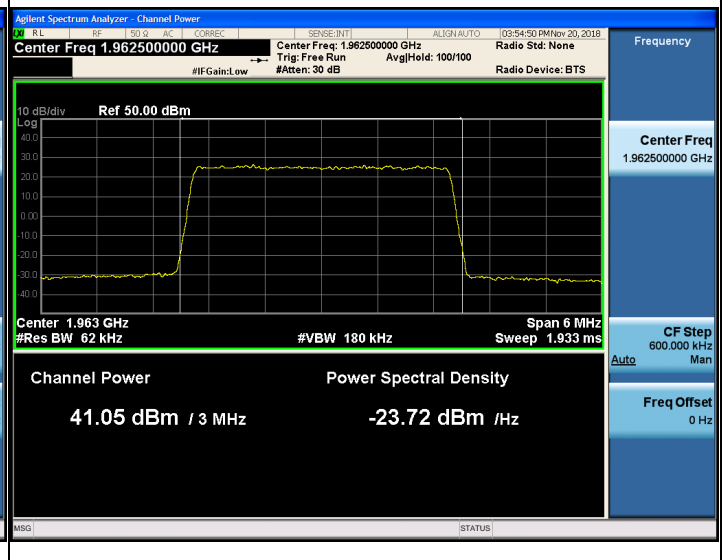 Agilent Spectrum Analyzer - Channel Power
LXI RL RF 50 Ω AC CORREC SENSE:INT ALIGN AUTO 03:54:50 PM Nov 20, 2018
Center Freq 1.962500000 GHz
Center Freq: 1.962500000 GHz
Radio Std: None
Trig: Free Run Avg|Hold: 100/100
#IFGain:Low
#Atten: 30 dB
Radio Device: BTS
Frequency
10 dB/div Ref 50.00 dBm
Log
40.0
30.0
20.0
10.0
0.00
-10.0
-20.0
-30.0
-40.0
Center 1.963 GHz Span 6 MHz
#Res BW 62 kHz #VBW 180 kHz Sweep 1.933 ms
Channel Power Power Spectral Density
41.05 dBm / 3 MHz -23.72 dBm /Hz
Center Freq
1.962500000 GHz
CF Step
600.000 kHz
Auto Man
Freq Offset
0 Hz
MSG STATUS